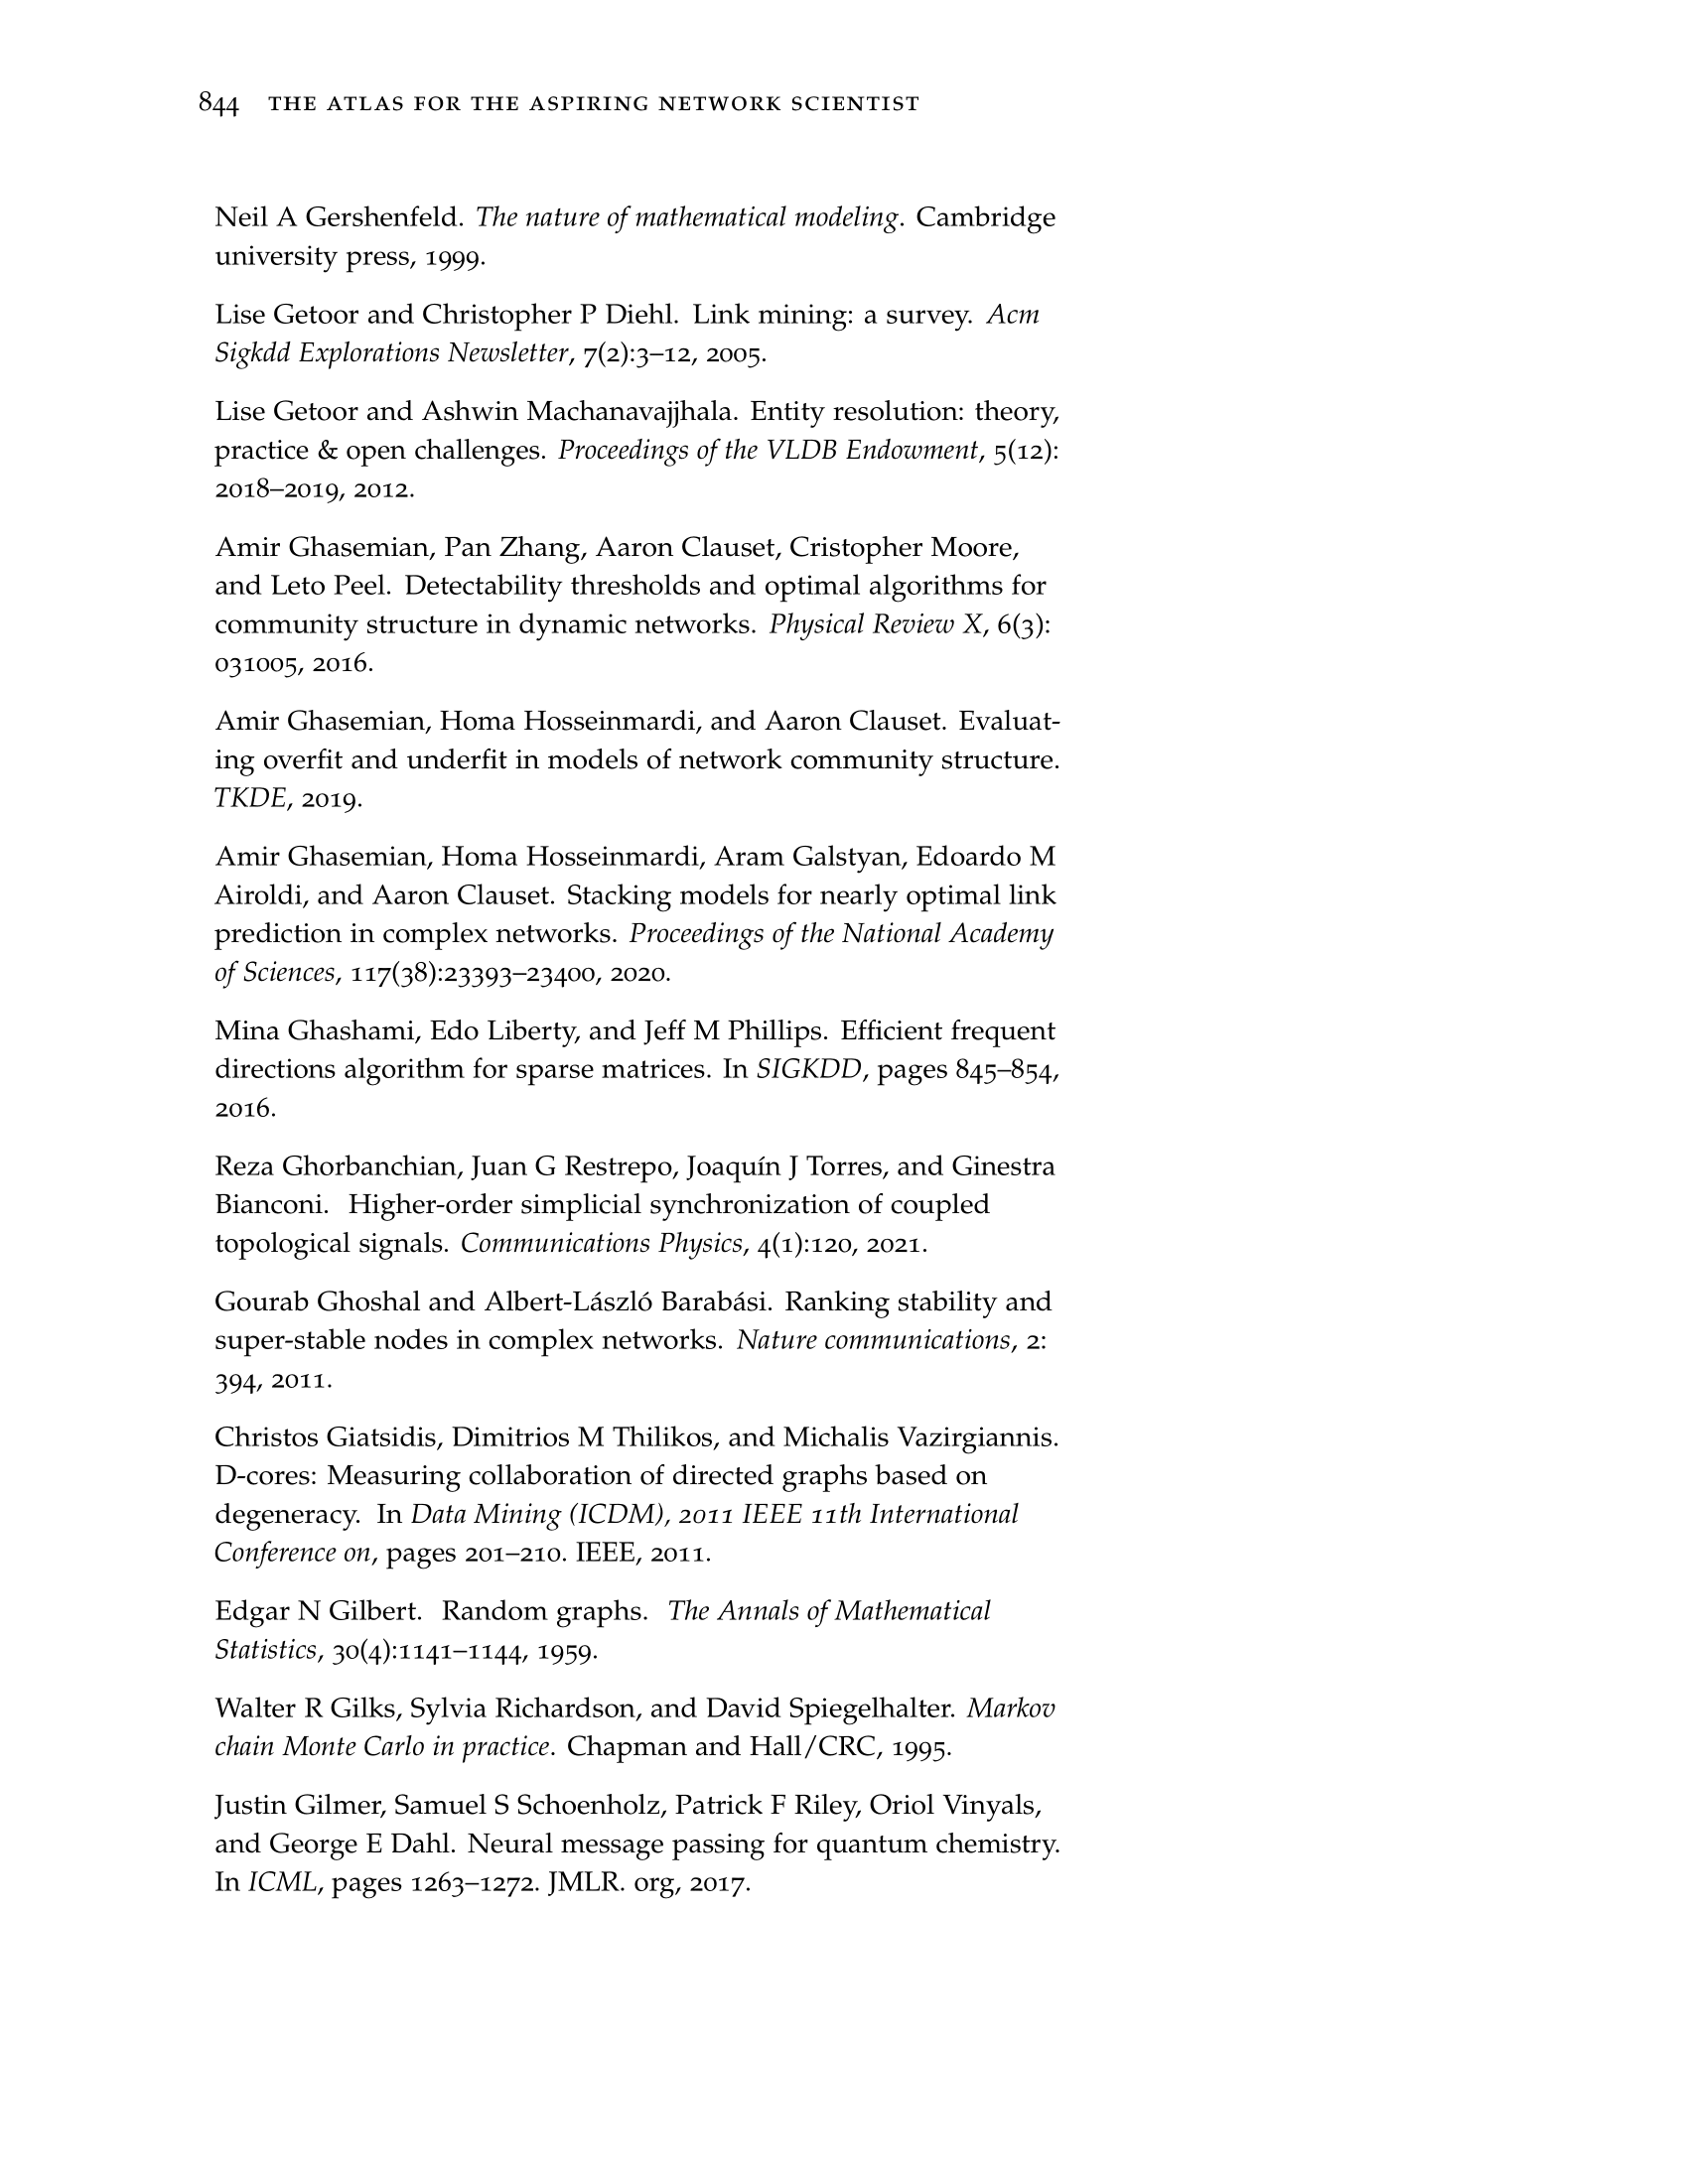 844 THE ATLAS FOR THE ASPIRING NETWORK SCIENTIST
Neil A Gershenfeld. The nature of mathematical modeling. Cambridge
university press, 1999.
Lise Getoor and Christopher P Diehl. Link mining: a survey. Acm
Sigkdd Explorations Newsletter, 7(2):3–12, 2005.
Lise Getoor and Ashwin Machanavajjhala. Entity resolution: theory,
practice & open challenges. Proceedings of the VLDB Endowment, 5(12):
2018–2019, 2012.
Amir Ghasemian, Pan Zhang, Aaron Clauset, Cristopher Moore,
and Leto Peel. Detectability thresholds and optimal algorithms for
community structure in dynamic networks. Physical Review X, 6(3):
031005, 2016.
Amir Ghasemian, Homa Hosseinmardi, and Aaron Clauset. Evaluat-
ing overfit and underfit in models of network community structure.
TKDE, 2019.
Amir Ghasemian, Homa Hosseinmardi, Aram Galstyan, Edoardo M
Airoldi, and Aaron Clauset. Stacking models for nearly optimal link
prediction in complex networks. Proceedings of the National Academy
of Sciences, 117(38):23393–23400, 2020.
Mina Ghashami, Edo Liberty, and Jeff M Phillips. Efficient frequent
directions algorithm for sparse matrices. In SIGKDD, pages 845–854,
2016.
Reza Ghorbanchian, Juan G Restrepo, Joaquín J Torres, and Ginestra
Bianconi. Higher-order simplicial synchronization of coupled
topological signals. Communications Physics, 4(1):120, 2021.
Gourab Ghoshal and Albert-László Barabási. Ranking stability and
super-stable nodes in complex networks. Nature communications, 2:
394, 2011.
Christos Giatsidis, Dimitrios M Thilikos, and Michalis Vazirgiannis.
D-cores: Measuring collaboration of directed graphs based on
degeneracy. In Data Mining (ICDM), 2011 IEEE 11th International
Conference on, pages 201–210. IEEE, 2011.
Edgar N Gilbert. Random graphs. The Annals of Mathematical
Statistics, 30(4):1141–1144, 1959.
Walter R Gilks, Sylvia Richardson, and David Spiegelhalter. Markov
chain Monte Carlo in practice. Chapman and Hall/CRC, 1995.
Justin Gilmer, Samuel S Schoenholz, Patrick F Riley, Oriol Vinyals,
and George E Dahl. Neural message passing for quantum chemistry.
In ICML, pages 1263–1272. JMLR. org, 2017.